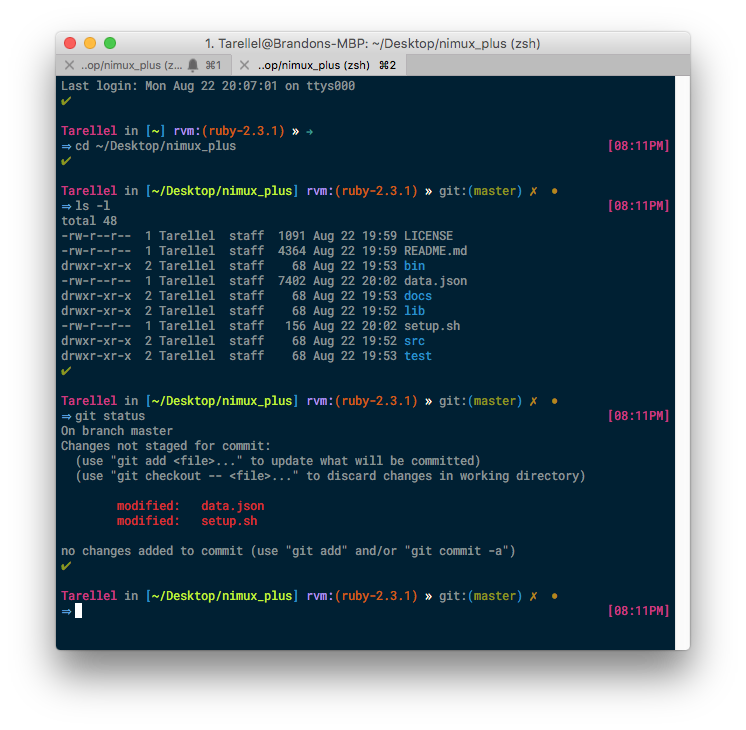 1. Tarellel@Brandons-MBP: ~/Desktop/nimux_plus (zsh)
✕ ..op/nimux_plus (z... 🔔 ⌘1 ✕ ..op/nimux_plus (zsh) ⌘2
Last login: Mon Aug 22 20:07:01 on ttys000
✔
Tarellel in [~] rvm:(ruby-2.3.1) » →
⇒ cd ~/Desktop/nimux_plus [08:11PM]
✔
Tarellel in [~/Desktop/nimux_plus] rvm:(ruby-2.3.1) » git:(master) ✗ •
⇒ ls -l [08:11PM]
total 48
-rw-r--r-- 1 Tarellel staff 1091 Aug 22 19:59 LICENSE
-rw-r--r-- 1 Tarellel staff 4364 Aug 22 19:59 README.md
drwxr-xr-x 2 Tarellel staff 68 Aug 22 19:53 bin
-rw-r--r-- 1 Tarellel staff 7402 Aug 22 20:02 data.json
drwxr-xr-x 2 Tarellel staff 68 Aug 22 19:53 docs
drwxr-xr-x 2 Tarellel staff 68 Aug 22 19:52 lib
-rw-r--r-- 1 Tarellel staff 156 Aug 22 20:02 setup.sh
drwxr-xr-x 2 Tarellel staff 68 Aug 22 19:52 src
drwxr-xr-x 2 Tarellel staff 68 Aug 22 19:53 test
✔
Tarellel in [~/Desktop/nimux_plus] rvm:(ruby-2.3.1) » git:(master) ✗ •
⇒ git status [08:11PM]
On branch master
Changes not staged for commit:
(use "git add <file>..." to update what will be committed)
(use "git checkout -- <file>..." to discard changes in working directory)
modified: data.json
modified: setup.sh
no changes added to commit (use "git add" and/or "git commit -a")
✔
Tarellel in [~/Desktop/nimux_plus] rvm:(ruby-2.3.1) » git:(master) ✗ •
⇒ [08:11PM]